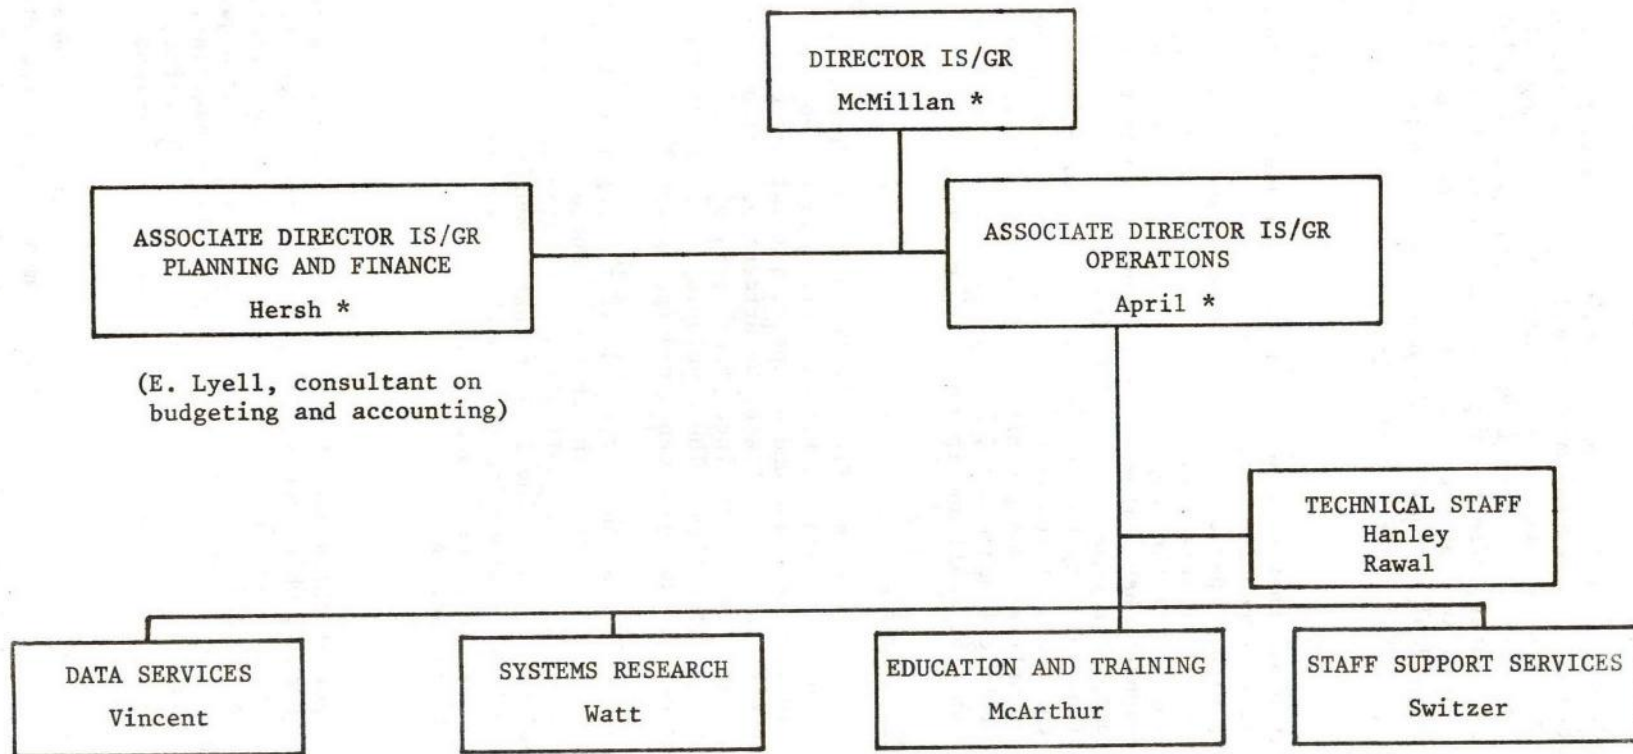 DIRECTOR IS/GR
McMillan *
ASSOCIATE DIRECTOR IS/GR
PLANNING AND FINANCE
Hersh *
ASSOCIATE DIRECTOR IS/GR
OPERATIONS
April *
(E. Lyell, consultant on
budgeting and accounting)
TECHNICAL STAFF
Hanley
Rawal
DATA SERVICES
Vincent
SYSTEMS RESEARCH
Watt
EDUCATION AND TRAINING
McArthur
STAFF SUPPORT SERVICES
Switzer